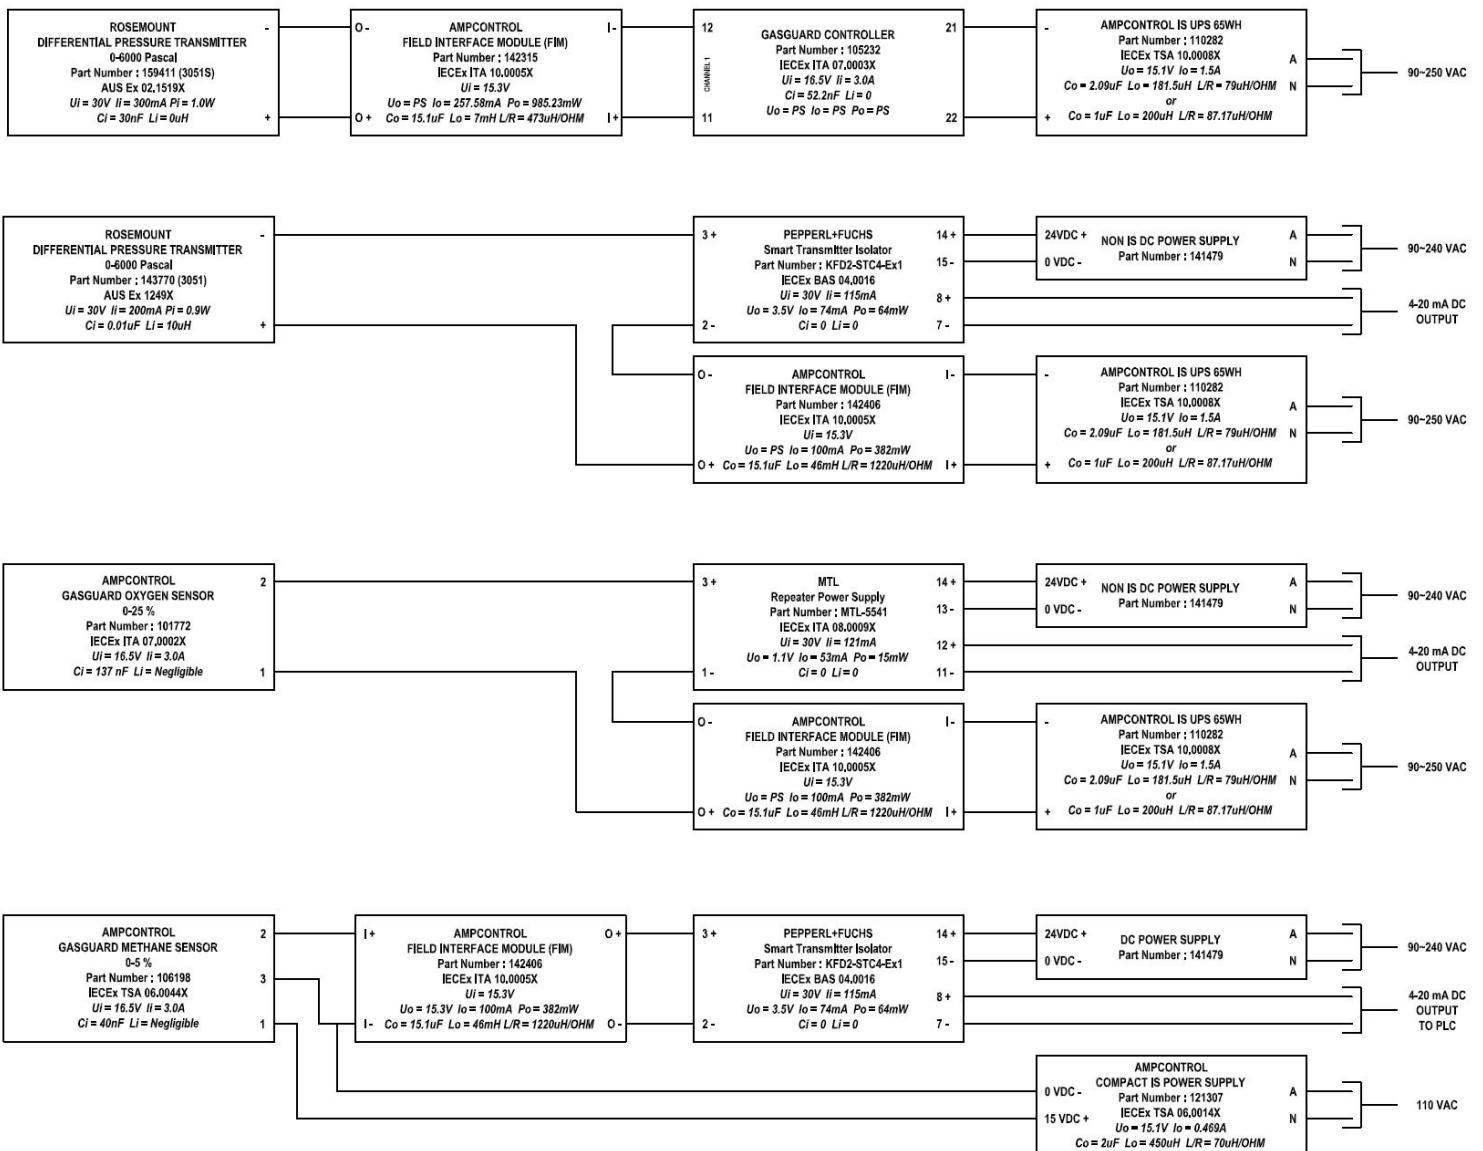 ROSEMOUNT
DIFFERENTIAL PRESSURE TRANSMITTER
0-6000 Pascal
Part Number : 159411 (3051S)
AUS Ex 02.1519X
Ui = 30V Ii = 300mA Pi = 1.0W
Ci = 30nF Li = 0uH
-
+
O -
O +
AMPCONTROL
FIELD INTERFACE MODULE (FIM)
Part Number : 142315
IECEx ITA 10.0005X
Ui = 15.3V
Uo = PS Io = 257.58mA Po = 985.23mW
Co = 15.1uF Lo = 7mH L/R = 473uH/OHM
I -
I +
12
CHANNEL 1
11
GASGUARD CONTROLLER
Part Number : 105232
IECEx ITA 07.0003X
Ui = 16.5V Ii = 3.0A
Ci = 52.2nF Li = 0
Uo = PS Io = PS Po = PS
21
22
-
+
AMPCONTROL IS UPS 65WH
Part Number : 110282
IECEx TSA 10.0008X
Uo = 15.1V Io = 1.5A
Co = 2.09uF Lo = 181.5uH L/R = 79uH/OHM
or
Co = 1uF Lo = 200uH L/R = 87.17uH/OHM
A
N
90~250 VAC
ROSEMOUNT
DIFFERENTIAL PRESSURE TRANSMITTER
0-6000 Pascal
Part Number : 143770 (3051)
AUS Ex 1249X
Ui = 30V Ii = 200mA Pi = 0.9W
Ci = 0.01uF Li = 10uH
-
+
3 +
2 -
PEPPERL+FUCHS
Smart Transmitter Isolator
Part Number : KFD2-STC4-Ex1
IECEx BAS 04.0016
Ui = 30V Ii = 115mA
Uo = 3.5V Io = 74mA Po = 64mW
Ci = 0 Li = 0
14 +
15 -
8 +
7 -
24VDC +
0 VDC -
NON IS DC POWER SUPPLY
Part Number : 141479
A
N
90~240 VAC
4-20 mA DC
OUTPUT
O -
O +
AMPCONTROL
FIELD INTERFACE MODULE (FIM)
Part Number : 142406
IECEx ITA 10.0005X
Ui = 15.3V
Uo = PS Io = 100mA Po = 382mW
Co = 15.1uF Lo = 46mH L/R = 1220uH/OHM
I -
I +
-
+
AMPCONTROL IS UPS 65WH
Part Number : 110282
IECEx TSA 10.0008X
Uo = 15.1V Io = 1.5A
Co = 2.09uF Lo = 181.5uH L/R = 79uH/OHM
or
Co = 1uF Lo = 200uH L/R = 87.17uH/OHM
A
N
90~250 VAC
AMPCONTROL
GASGUARD OXYGEN SENSOR
0-25 %
Part Number : 101772
IECEx ITA 07.0002X
Ui = 16.5V Ii = 3.0A
Ci = 137 nF Li = Negligible
2
1
3 +
1 -
MTL
Repeater Power Supply
Part Number : MTL-5541
IECEx ITA 08.0009X
Ui = 30V Ii = 121mA
Uo = 1.1V Io = 53mA Po = 15mW
Ci = 0 Li = 0
14 +
13 -
12 +
11 -
24VDC +
0 VDC -
NON IS DC POWER SUPPLY
Part Number : 141479
A
N
90~240 VAC
4-20 mA DC
OUTPUT
O -
O +
AMPCONTROL
FIELD INTERFACE MODULE (FIM)
Part Number : 142406
IECEx ITA 10.0005X
Ui = 15.3V
Uo = PS Io = 100mA Po = 382mW
Co = 15.1uF Lo = 46mH L/R = 1220uH/OHM
I -
I +
-
+
AMPCONTROL IS UPS 65WH
Part Number : 110282
IECEx TSA 10.0008X
Uo = 15.1V Io = 1.5A
Co = 2.09uF Lo = 181.5uH L/R = 79uH/OHM
or
Co = 1uF Lo = 200uH L/R = 87.17uH/OHM
A
N
90~250 VAC
AMPCONTROL
GASGUARD METHANE SENSOR
0-5 %
Part Number : 106198
IECEx TSA 06.0044X
Ui = 16.5V Ii = 3.0A
Ci = 40nF Li = Negligible
2
3
1
I +
I -
AMPCONTROL
FIELD INTERFACE MODULE (FIM)
Part Number : 142406
IECEx ITA 10.0005X
Ui = 15.3V
Uo = 15.3V Io = 100mA Po = 382mW
Co = 15.1uF Lo = 46mH L/R = 1220uH/OHM
O +
O -
3 +
2 -
PEPPERL+FUCHS
Smart Transmitter Isolator
Part Number : KFD2-STC4-Ex1
IECEx BAS 04.0016
Ui = 30V Ii = 115mA
Uo = 3.5V Io = 74mA Po = 64mW
Ci = 0 Li = 0
14 +
15 -
8 +
7 -
24VDC +
0 VDC -
DC POWER SUPPLY
Part Number : 141479
A
N
90~240 VAC
4-20 mA DC
OUTPUT
TO PLC
0 VDC -
15 VDC +
AMPCONTROL
COMPACT IS POWER SUPPLY
Part Number : 121307
IECEx TSA 06.0014X
Uo = 15.1V Io = 0.469A
Co = 2uF Lo = 450uH L/R = 70uH/OHM
A
N
110 VAC